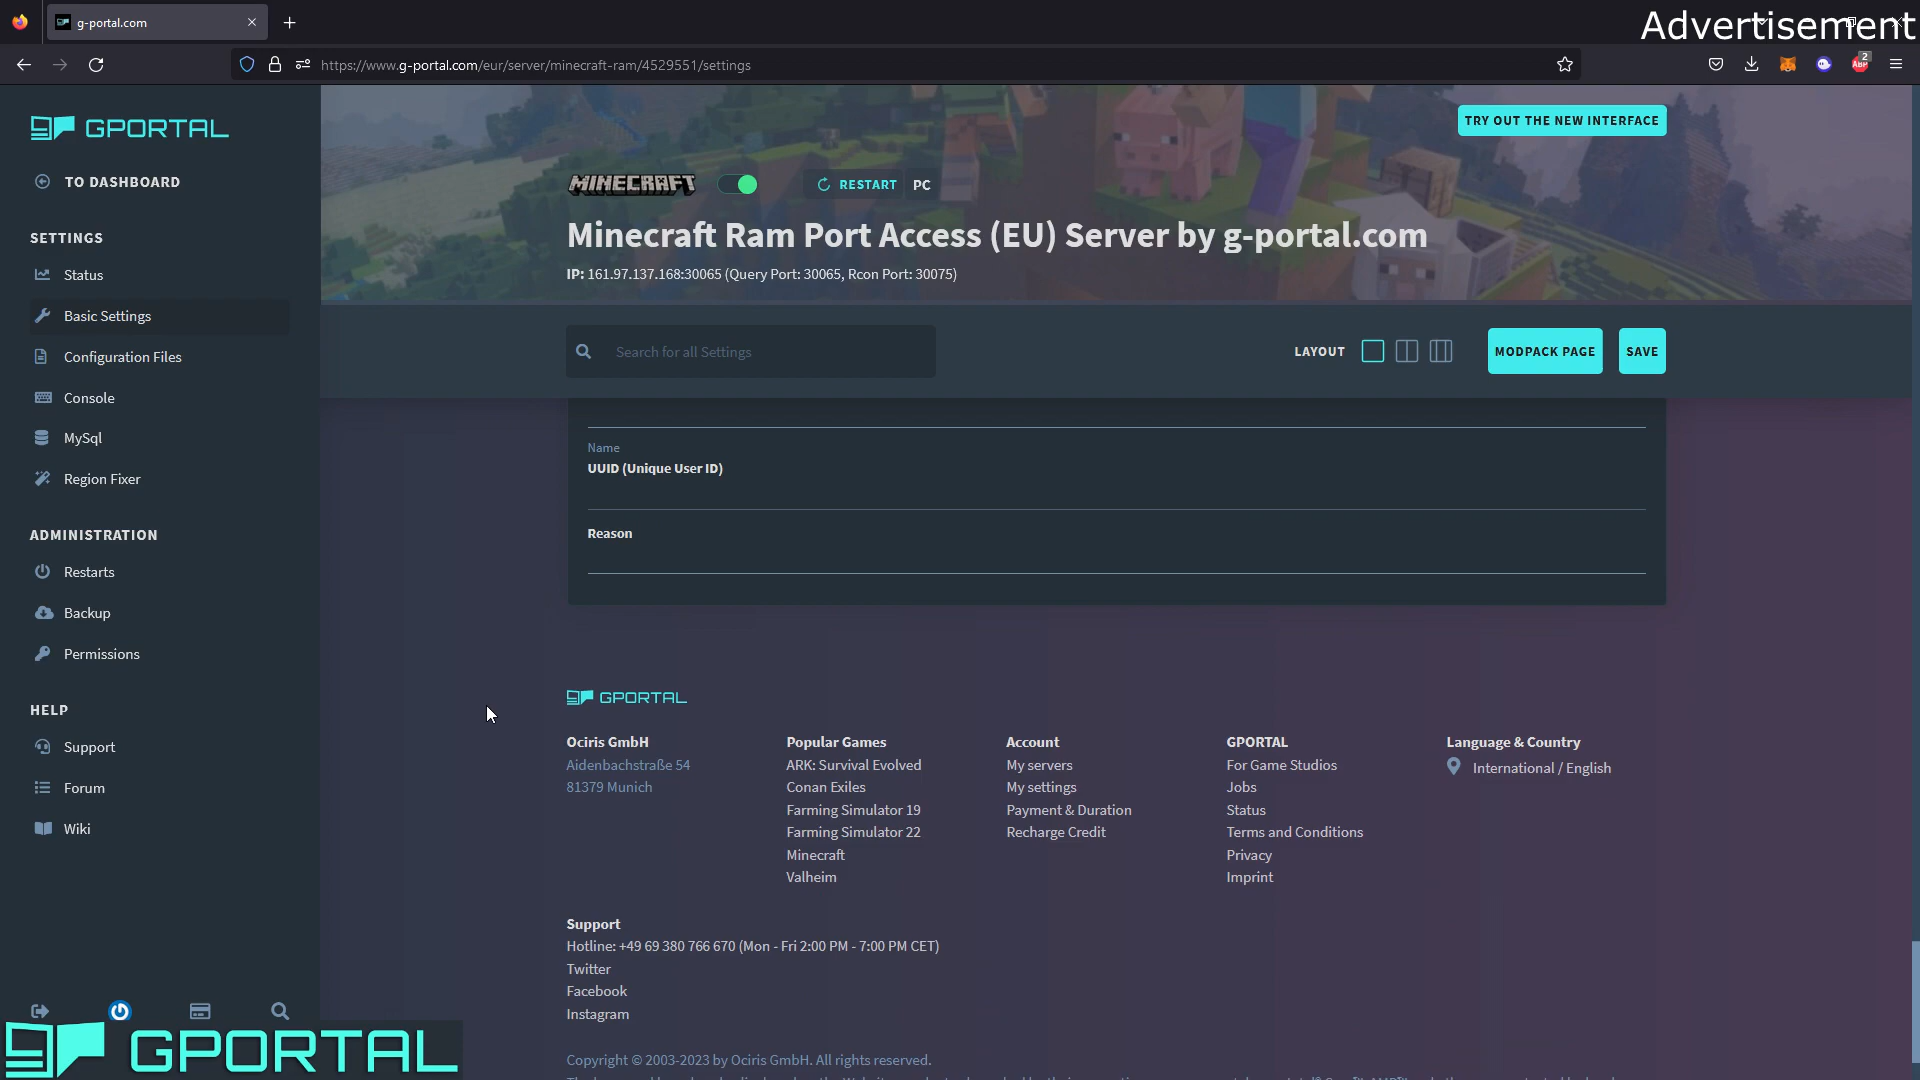 g-portal.com
Advertisement
https://www.g-portal.com/eur/server/minecraft-ram/4529551/settings
2
ABP
GPORTAL
TRY OUT THE NEW INTERFACE
TO DASHBOARD
MINECRAFT
RESTART
PC
Minecraft Ram Port Access (EU) Server by g-portal.com
IP: 161.97.137.168:30065 (Query Port: 30065, Rcon Port: 30075)
SETTINGS
Status
Basic Settings
Configuration Files
Console
MySql
Region Fixer
ADMINISTRATION
Restarts
Backup
Permissions
HELP
Support
Forum
Wiki
Search for all Settings
LAYOUT
MODPACK PAGE
SAVE
Name
UUID (Unique User ID)
Reason
GPORTAL
Ociris GmbH
Aidenbachstraße 54
81379 Munich
Popular Games
ARK: Survival Evolved
Conan Exiles
Farming Simulator 19
Farming Simulator 22
Minecraft
Valheim
Account
My servers
My settings
Payment & Duration
Recharge Credit
GPORTAL
For Game Studios
Jobs
Status
Terms and Conditions
Privacy
Imprint
Language & Country
International / English
Support
Hotline: +49 69 380 766 670 (Mon - Fri 2:00 PM - 7:00 PM CET)
Twitter
Facebook
Instagram
Copyright © 2003-2023 by Ociris GmbH. All rights reserved.
GPORTAL